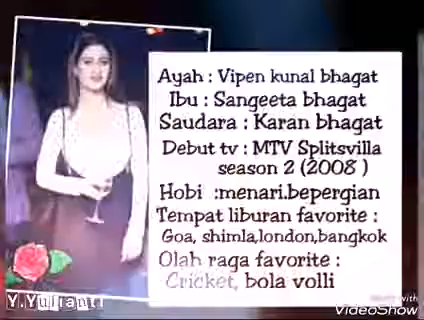 Ayah : Vipen kunal bhagat
Ibu : Sangeeta bhagat
Saudara : Karan bhagat
Debut tv : MTV Splitsvilla
season 2 (2008 )
Hobi :menari.bepergian
Tempat liburan favorite :
Goa, shimla,london,bangkok
Olah raga favorite :
Cricket, bola volli
Y.Yulianti
with
VideoShow